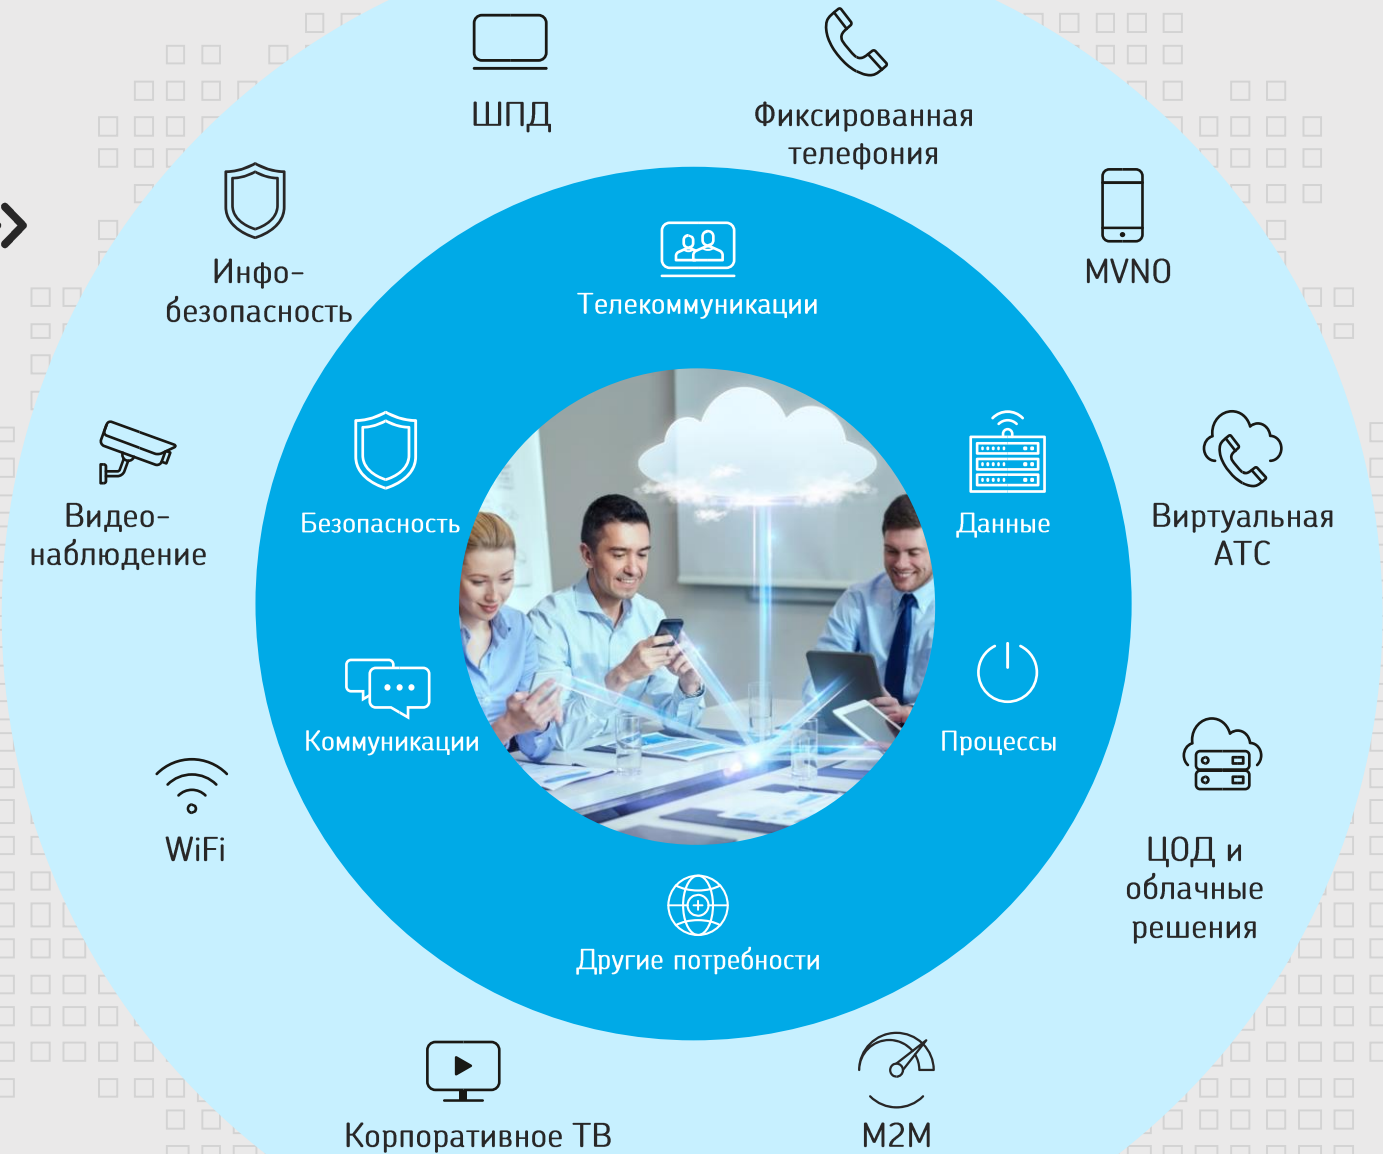 ШПД
Фиксированная
телефония
Инфо-
безопасность
MVNO
Телекоммуникации
Видео-
наблюдение
Безопасность
Данные
Виртуальная
АТС
Коммуникации
Процессы
WiFi
ЦОД и
облачные
решения
Другие потребности
Корпоративное ТВ
M2M